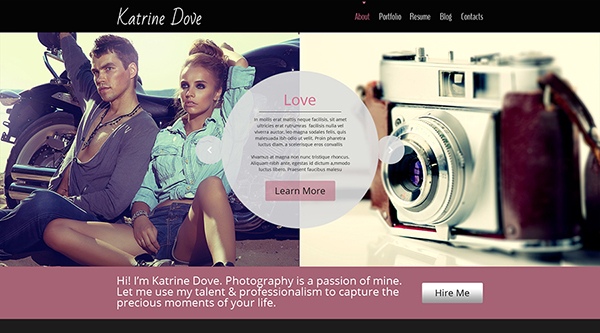 Katrine Dove
About Portfolio Resume Blog Contacts
Love
In mollis erat mattis neque facilisis, sit amet
ultricies erat rutrumras facilisis nulla vel
viverra auctor, leo magna sodales felis, quis
malesuada ibh odio ut velit. Proin pharetra
luctus diam, a scelerisque eros convallis
Vivamus at magna non nunc tristique rhoncus.
Aliquam nibh ante, egestas id dictum a,mmodo
luctus libero. Praesent faucibus malesu
Learn More
Hi! I'm Katrine Dove. Photography is a passion of mine.
Let me use my talent & professionalism to capture the
precious moments of your life.
Hire Me